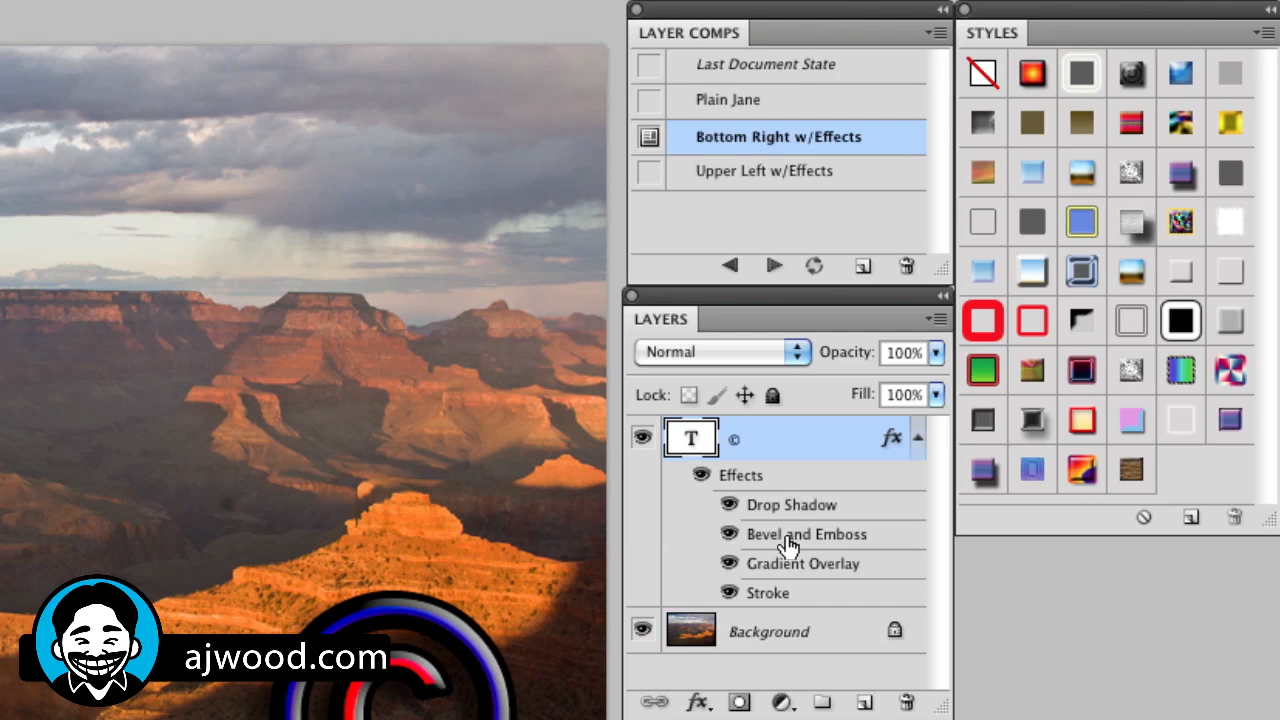 LAYER COMPS
Last Document State
Plain Jane
Bottom Right w/Effects
Upper Left w/Effects
STYLES
LAYERS
Normal
Opacity: 100%
Lock:
Fill: 100%
T
©
fx
Effects
Drop Shadow
Bevel and Emboss
Gradient Overlay
Stroke
Background
fx
©
ajwood.com